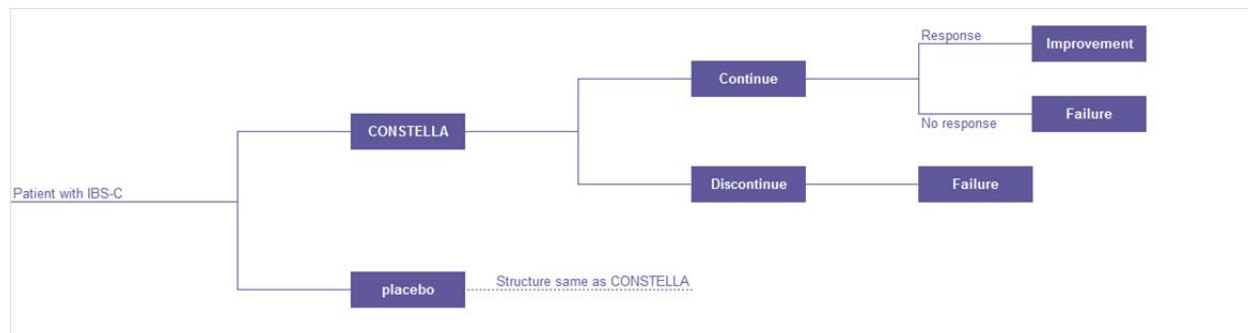 Response
Improvement
Continue
CONSTELLA
No response
Failure
Patient with IBS-C
Discontinue
Failure
placebo
Structure same as CONSTELLA